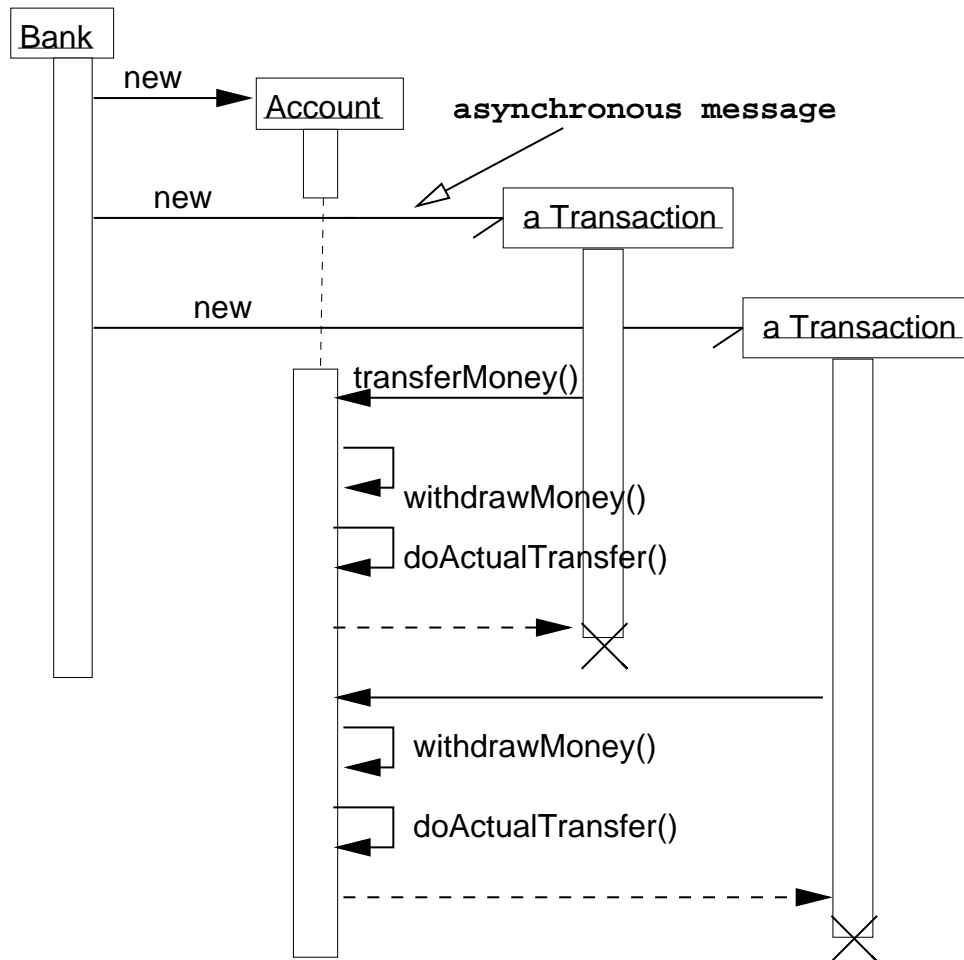 Bank
new
Account
asynchronous message
new
a Transaction
new
a Transaction
transferMoney()
withdrawMoney()
doActualTransfer()
withdrawMoney()
doActualTransfer()